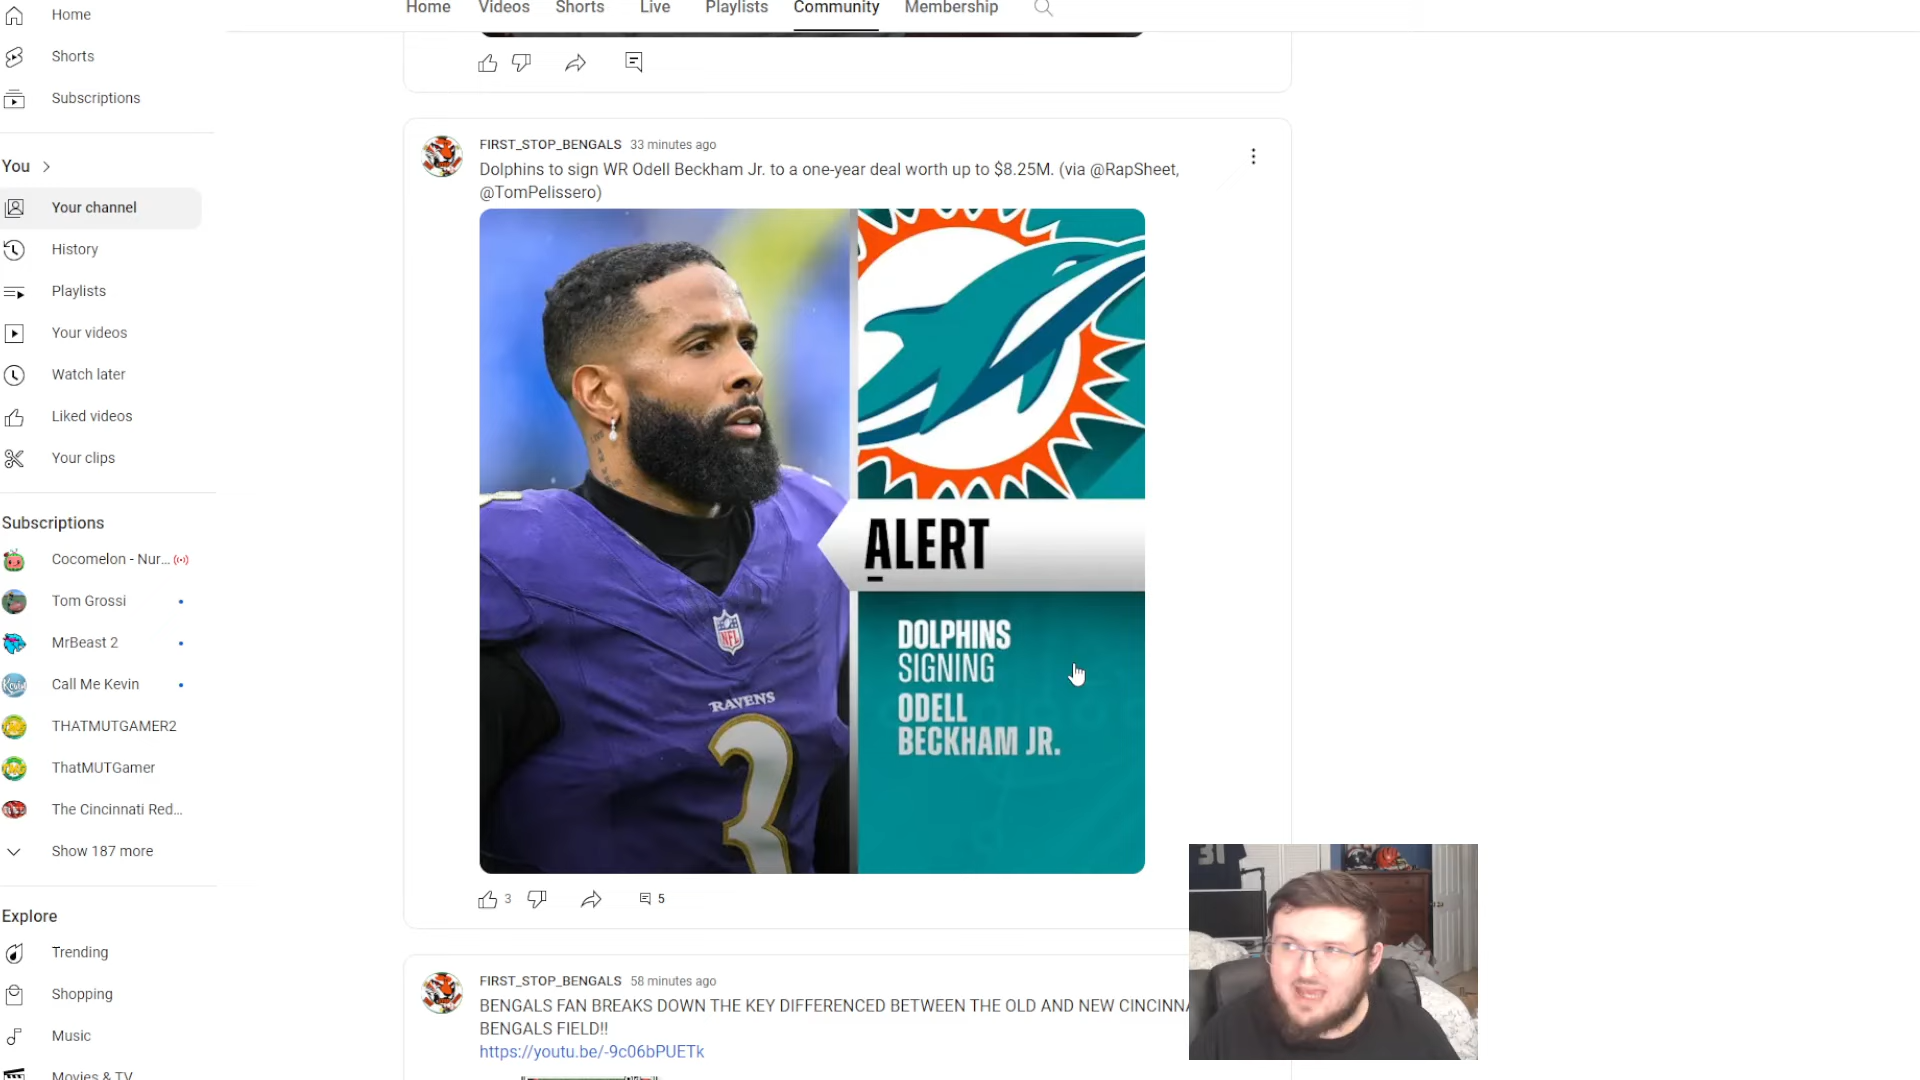 Home
Videos
Shorts
Live
Playlists
Community
Membership
Home
Shorts
Subscriptions
You
Your channel
History
Playlists
Your videos
Watch later
Liked videos
Your clips
Subscriptions
Cocomelon - Nur...
Tom Grossi
MrBeast 2
Call Me Kevin
THATMUTGAMER2
ThatMUTGamer
The Cincinnati Red...
Show 187 more
Explore
Trending
Shopping
Music
Movies & TV
FIRST_STOP_BENGALS 33 minutes ago
Dolphins to sign WR Odell Beckham Jr. to a one-year deal worth up to $8.25M. (via @RapSheet,
@TomPelissero)
NFL
RAVENS
3
ALERT
DOLPHINS
SIGNING
ODELL
BECKHAM JR.
3
5
FIRST_STOP_BENGALS 58 minutes ago
BENGALS FAN BREAKS DOWN THE KEY DIFFERENCED BETWEEN THE OLD AND NEW CINCINNA
BENGALS FIELD!!
https://youtu.be/-9c06bPUETk
31